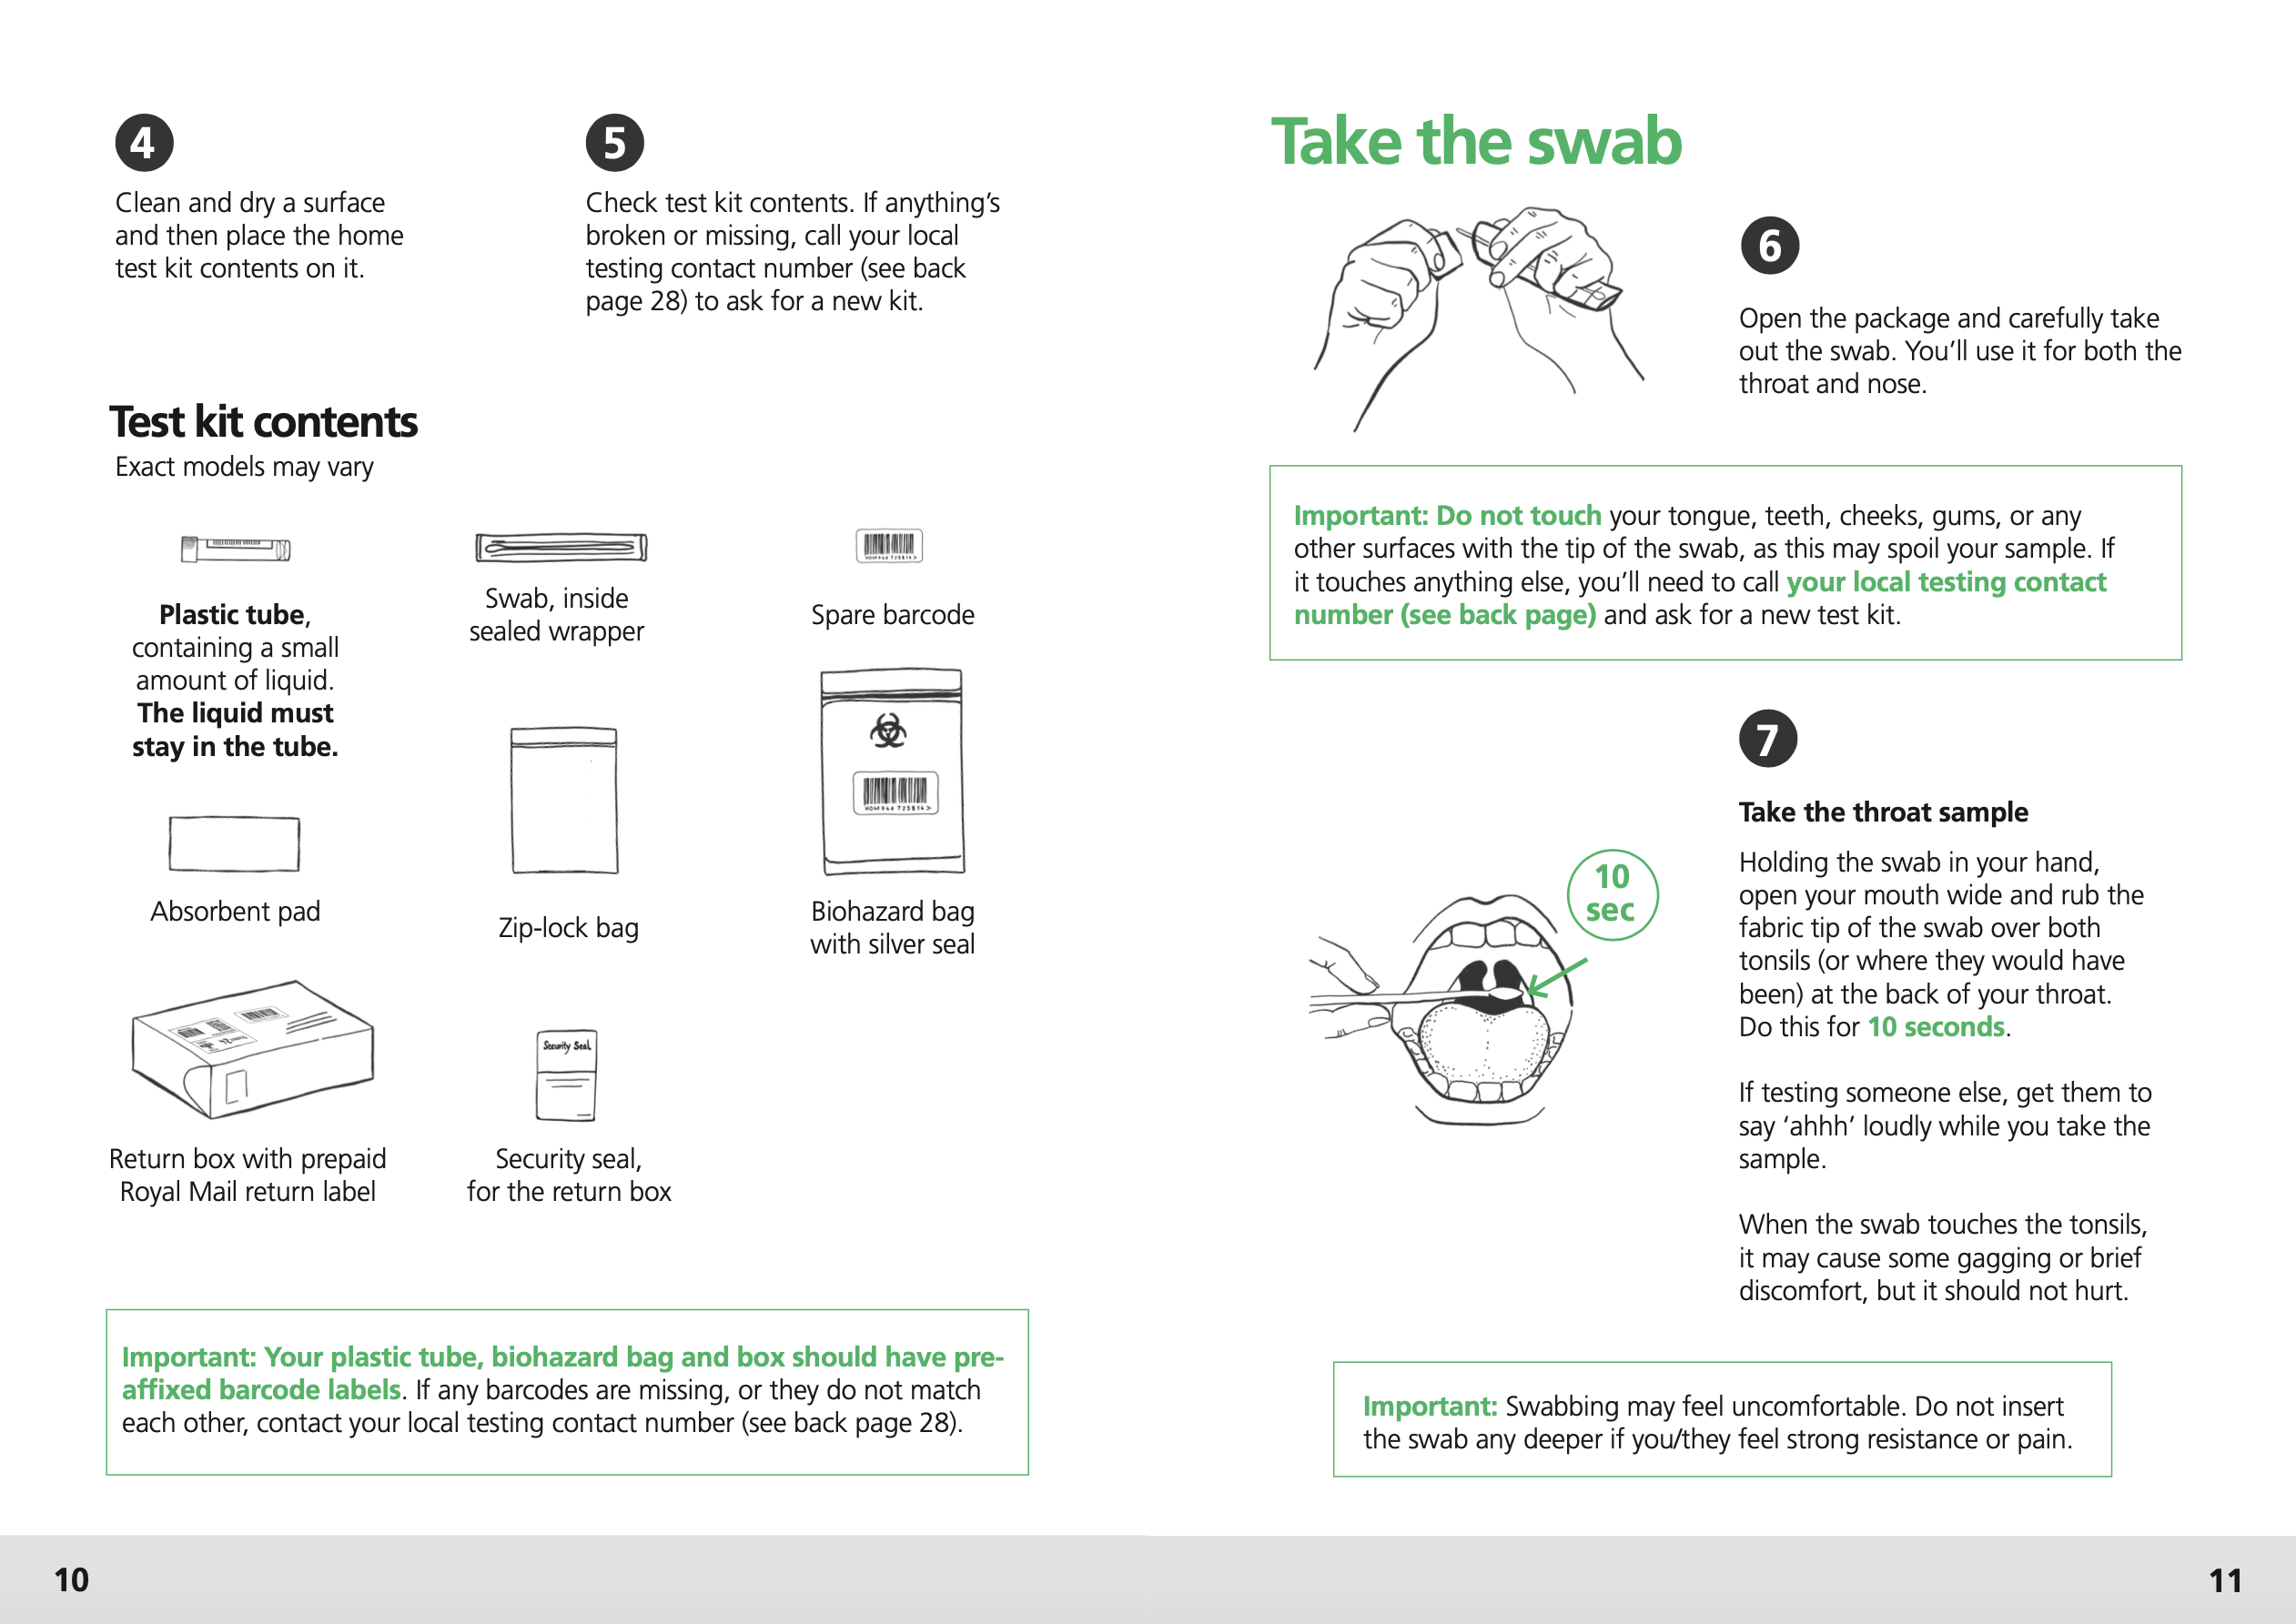 4
Clean and dry a surface
and then place the home
test kit contents on it.
5
Check test kit contents. If anything’s
broken or missing, call your local
testing contact number (see back
page 28) to ask for a new kit.
Test kit contents
Exact models may vary
Plastic tube,
containing a small
amount of liquid.
The liquid must
stay in the tube.
Swab, inside
sealed wrapper
Spare barcode
Absorbent pad
Zip-lock bag
Biohazard bag
with silver seal
Return box with prepaid
Royal Mail return label
Security Seal
Security seal,
for the return box
Important: Your plastic tube, biohazard bag and box should have pre-
affixed barcode labels. If any barcodes are missing, or they do not match
each other, contact your local testing contact number (see back page 28).
10
Take the swab
6
Open the package and carefully take
out the swab. You’ll use it for both the
throat and nose.
Important: Do not touch your tongue, teeth, cheeks, gums, or any
other surfaces with the tip of the swab, as this may spoil your sample. If
it touches anything else, you’ll need to call your local testing contact
number (see back page) and ask for a new test kit.
7
Take the throat sample
10
sec
Holding the swab in your hand,
open your mouth wide and rub the
fabric tip of the swab over both
tonsils (or where they would have
been) at the back of your throat.
Do this for 10 seconds.
If testing someone else, get them to
say ‘ahhh’ loudly while you take the
sample.
When the swab touches the tonsils,
it may cause some gagging or brief
discomfort, but it should not hurt.
Important: Swabbing may feel uncomfortable. Do not insert
the swab any deeper if you/they feel strong resistance or pain.
11